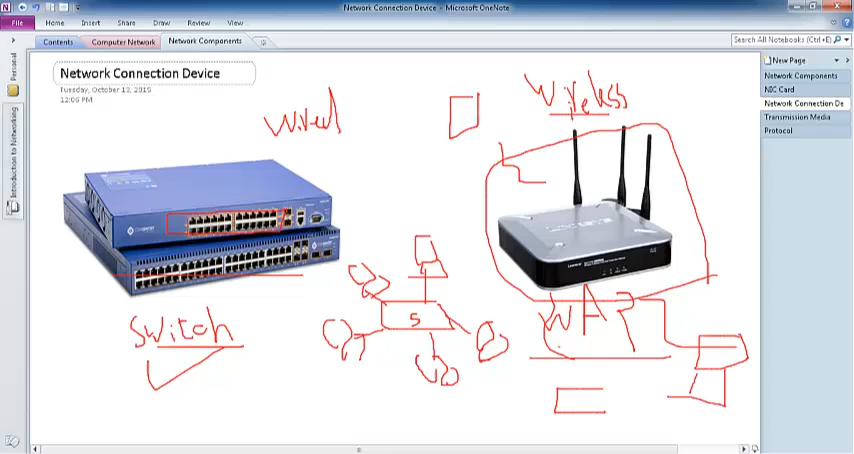 Network Connection Device - Microsoft OneNote
File Home Insert Share Draw Review View
Contents Computer Network Network Components
Search All Notebooks (Ctrl+E)
Personal
Introduction to Networking
New Page
Network Components
NIC Card
Network Connection De
Transmission Media
Protocol
Network Connection Device
Tuesday, October 13, 2015
12:06 PM
Wired
Wireless
S
Switch
WAP